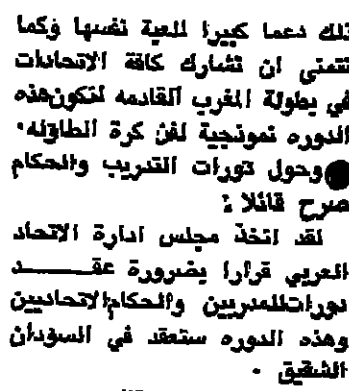 ذلك دعما كبيرا للعبة نفسها وكما
نتمنى ان تشارك كافة الاتحادات
في بطولة المغرب القادمه لتكون هذه
الدوره نموذجية لفن كرة الطاوله.
● وحول دورات التدريب والحكام
صرح قائلا :
لقد اتخذ مجلس ادارة الاتحاد
العربي قرارا بضرورة عقـــد
دورات للمدربين والحكام الاتحاديين
وهذه الدوره ستعقد في السودان
الشقيق .